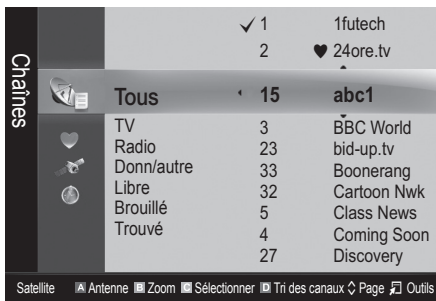 Chaînes
✓ 1 1futech
2 ♥ 24ore.tv
Tous 15 abc1
TV 3 BBC World
Radio 23 bid-up.tv
Donn/autre 33 Boonerang
Libre 32 Cartoon Nwk
Brouillé 5 Class News
Trouvé 4 Coming Soon
27 Discovery
Satellite A Antenne B Zoom C Sélectionner D Tri des canaux Page Outils